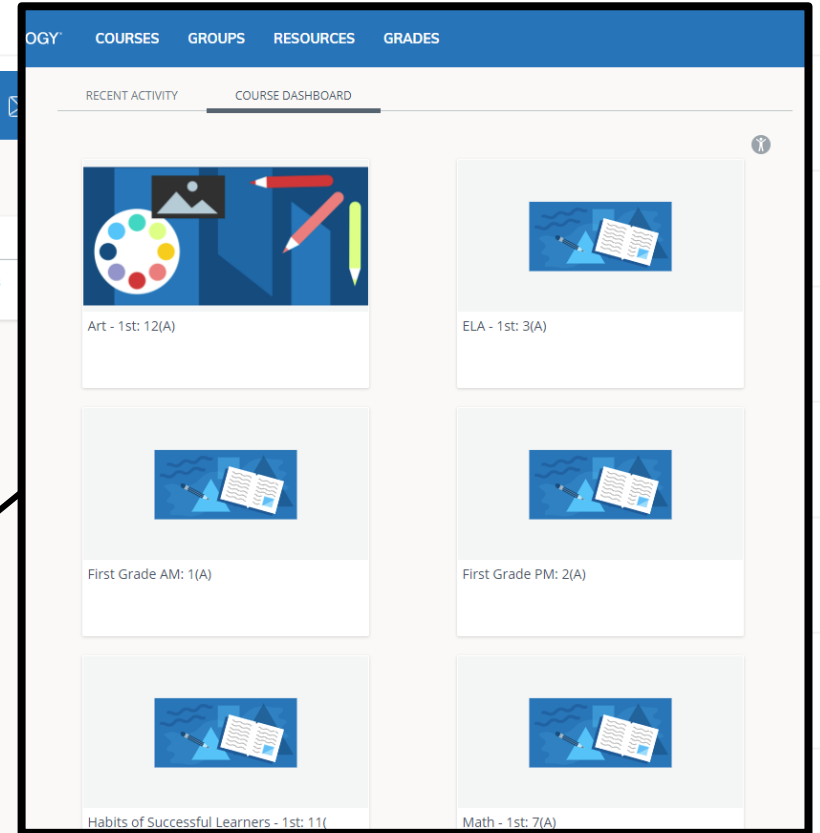 OGY COURSES GROUPS RESOURCES GRADES
RECENT ACTIVITY COURSE DASHBOARD
Art - 1st: 12(A)
ELA - 1st: 3(A)
First Grade AM: 1(A)
First Grade PM: 2(A)
Habits of Successful Learners - 1st: 11(
Math - 1st: 7(A)